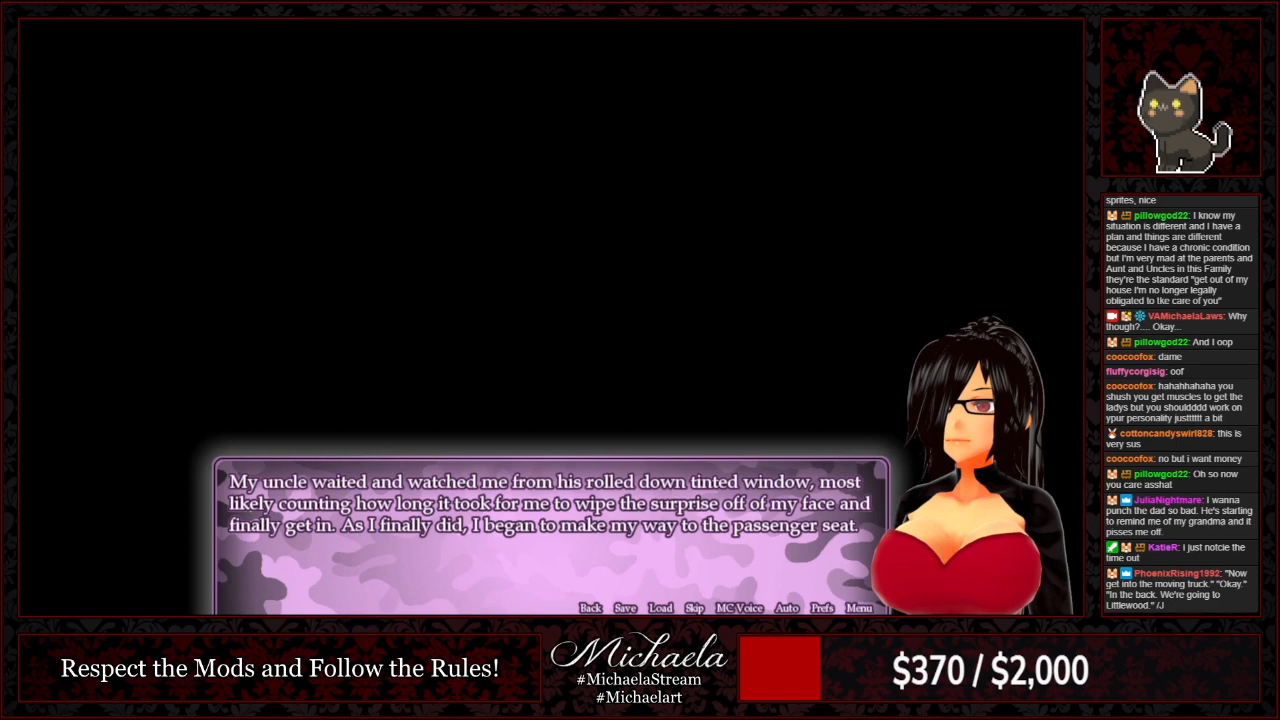 My uncle waited and watched me from his rolled down tinted window, most
likely counting how long it took for me to wipe the surprise off of my face and
finally get in. As I finally did, I began to make my way to the passenger seat.
Back Save Load Skip MC Voice Auto Prefs Menu
sprites, nice
pillowgod22: I know my
situation is different and I have a
plan and things are different
because I have a chronic condition
but I'm very mad at the parents and
Aunt and Uncles in this Family
they're the standard "get out of my
house I'm no longer legally
obligated to tke care of you"
VAMichaelaLaws: Why
though?.... Okay...
pillowgod22: And I oop
coocoofox: dame
fluffycorgisig: oof
coocoofox: hahahhahaha you
shush you get muscles to get the
ladys but you shouldddd work on
ypur personality justttttt a bit
cottoncandyswirl828: this is
very sus
coocoofox: no but i want money
pillowgod22: Oh so now
you care asshat
JuliaNightmare: I wanna
punch the dad so bad. He's starting
to remind me of my grandma and it
pisses me off.
KatieR: I just notcie the
time out
PhoenixRising1992: "Now
get into the moving truck." "Okay."
"In the back. We're going to
Littlewood." /J
Respect the Mods and Follow the Rules!
Michaela
#MichaelaStream
#Michaelart
$370 / $2,000